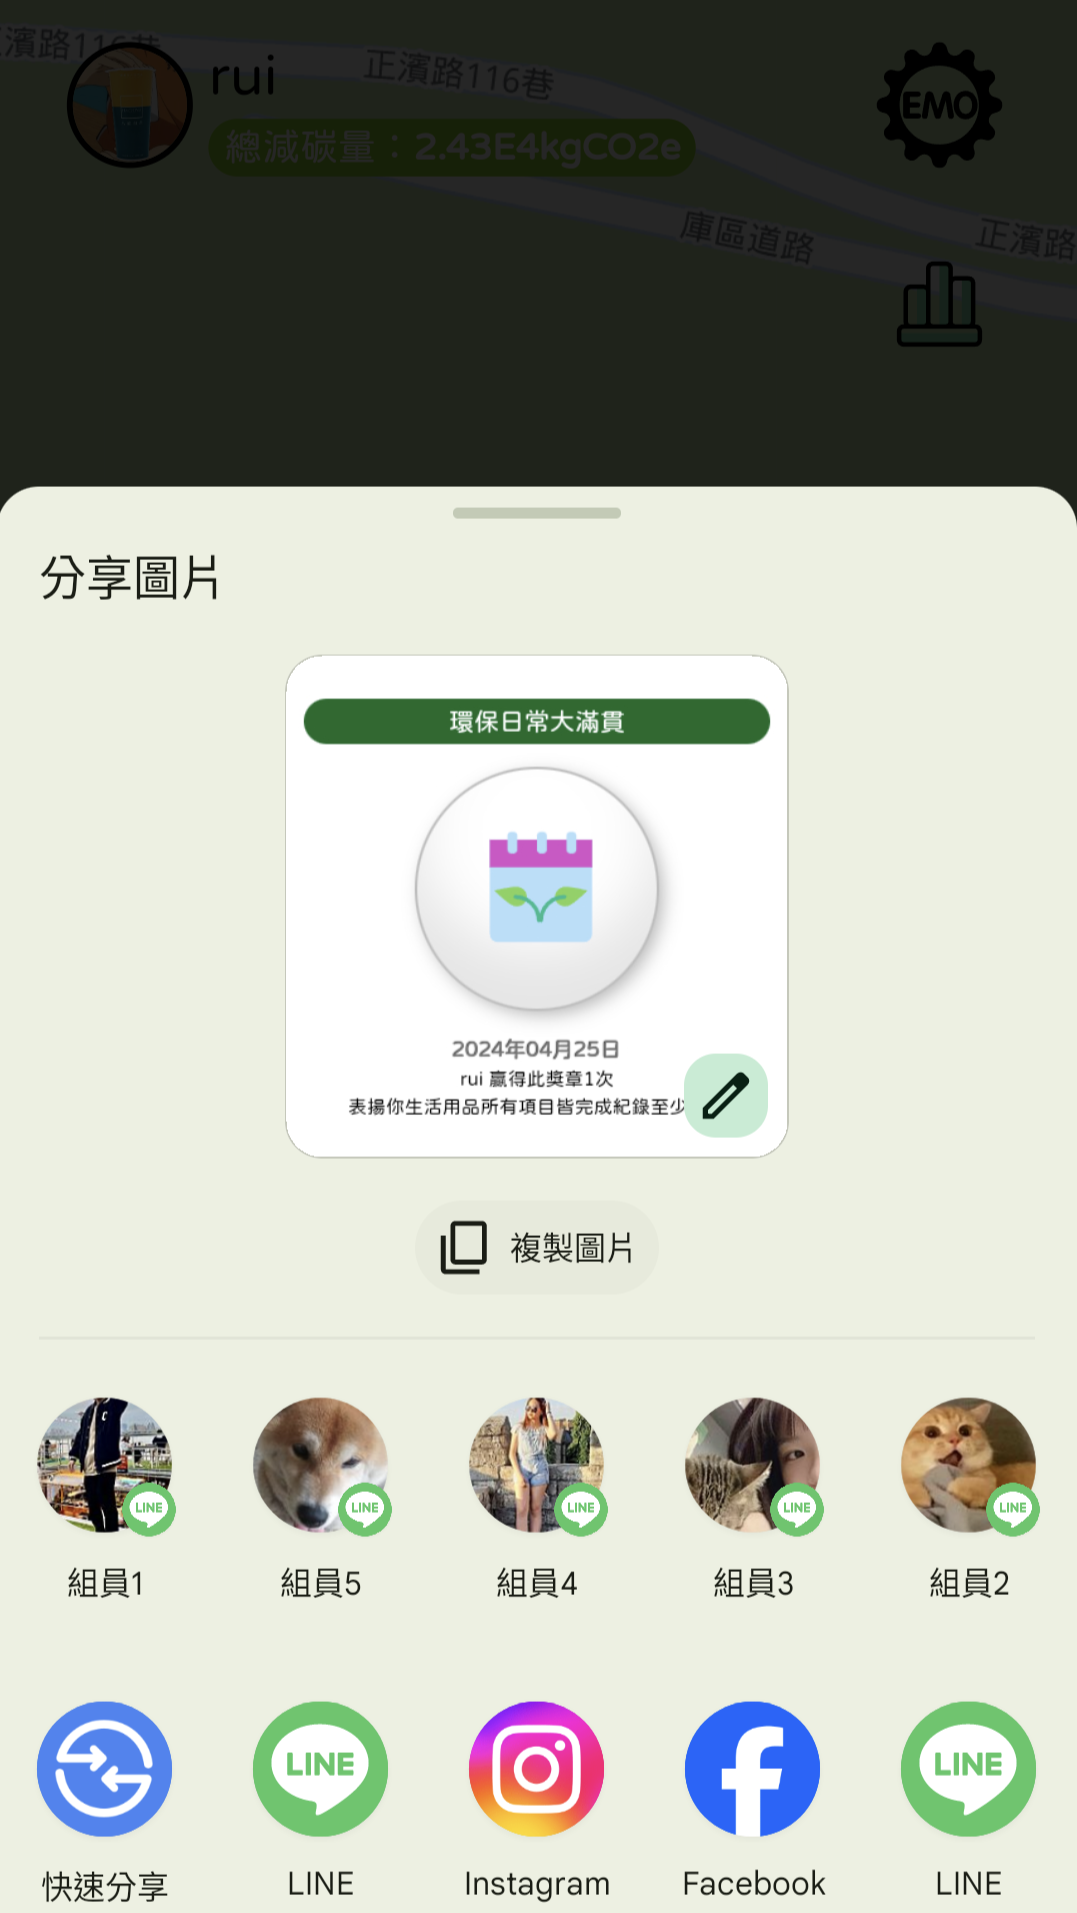 正濱路116巷
正濱路116巷
rui
EMO
總減碳量：2.43E4kgCO2e
庫區道路
正濱路
分享圖片
環保日常大滿貫
2024年04月25日
rui 贏得此獎章1次
表揚你生活用品所有項目皆完成紀錄至少
複製圖片
LINE
LINE
LINE
LINE
LINE
組員1
組員5
組員4
組員3
組員2
LINE
LINE
快速分享
LINE
Instagram
Facebook
LINE